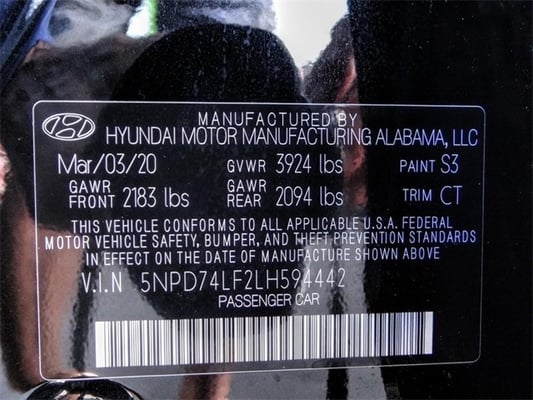 MANUFACTURED BY
HYUNDAI MOTOR MANUFACTURING ALABAMA, LLC
Mar/03/20 GVWR 3924 lbs PAINT S3
GAWR FRONT 2183 lbs GAWR REAR 2094 lbs TRIM CT
THIS VEHICLE CONFORMS TO ALL APPLICABLE U.S.A. FEDERAL
MOTOR VEHICLE SAFETY, BUMPER, AND THEFT PREVENTION STANDARDS
IN EFFECT ON THE DATE OF MANUFACTURE SHOWN ABOVE
V.I.N 5NPD74LF2LH594442
PASSENGER CAR